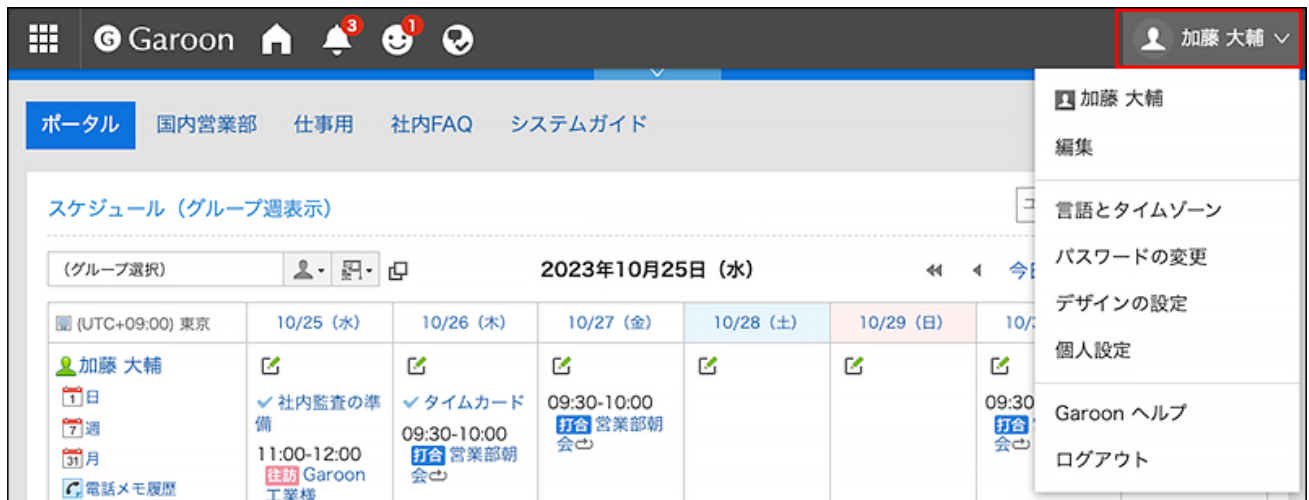 Garoon
3
1
加藤 大輔
加藤 大輔
編集
言語とタイムゾーン
パスワードの変更
デザインの設定
個人設定
Garoon ヘルプ
ログアウト
ポータル 国内営業部 仕事用 社内FAQ システムガイド
スケジュール（グループ週表示）
（グループ選択）
2023年10月25日（水）
(UTC+09:00) 東京
10/25（水）
10/26（木）
10/27（金）
10/28（土）
10/29（日）
加藤 大輔
1 日
7 週
31 月
電話メモ履歴
社内監査の準
備
11:00-12:00
往訪 Garoon
工業様
タイムカード
09:30-10:00
打合 営業部朝
会
09:30-10:00
打合 営業部朝
会
09:30
打合
会